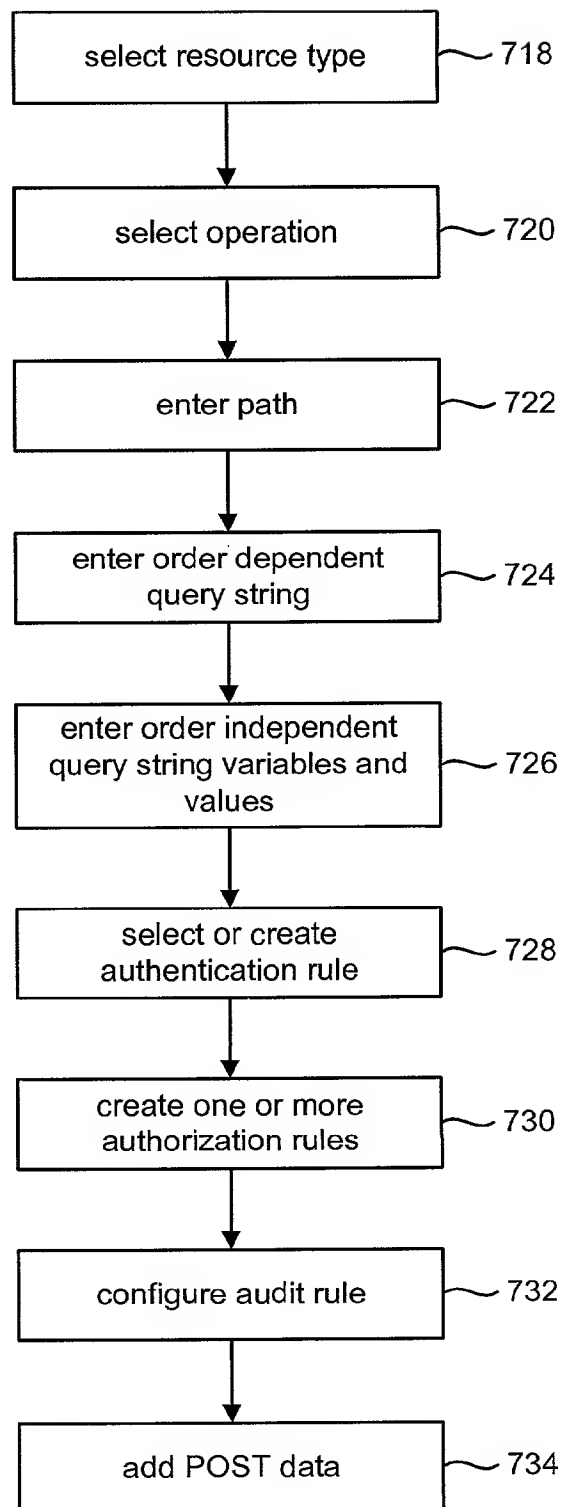 select resource type
718
select operation
720
enter path
722
enter order dependent
query string
724
enter order independent
query string variables and
values
726
select or create
authentication rule
728
create one or more
authorization rules
730
configure audit rule
732
add POST data
734